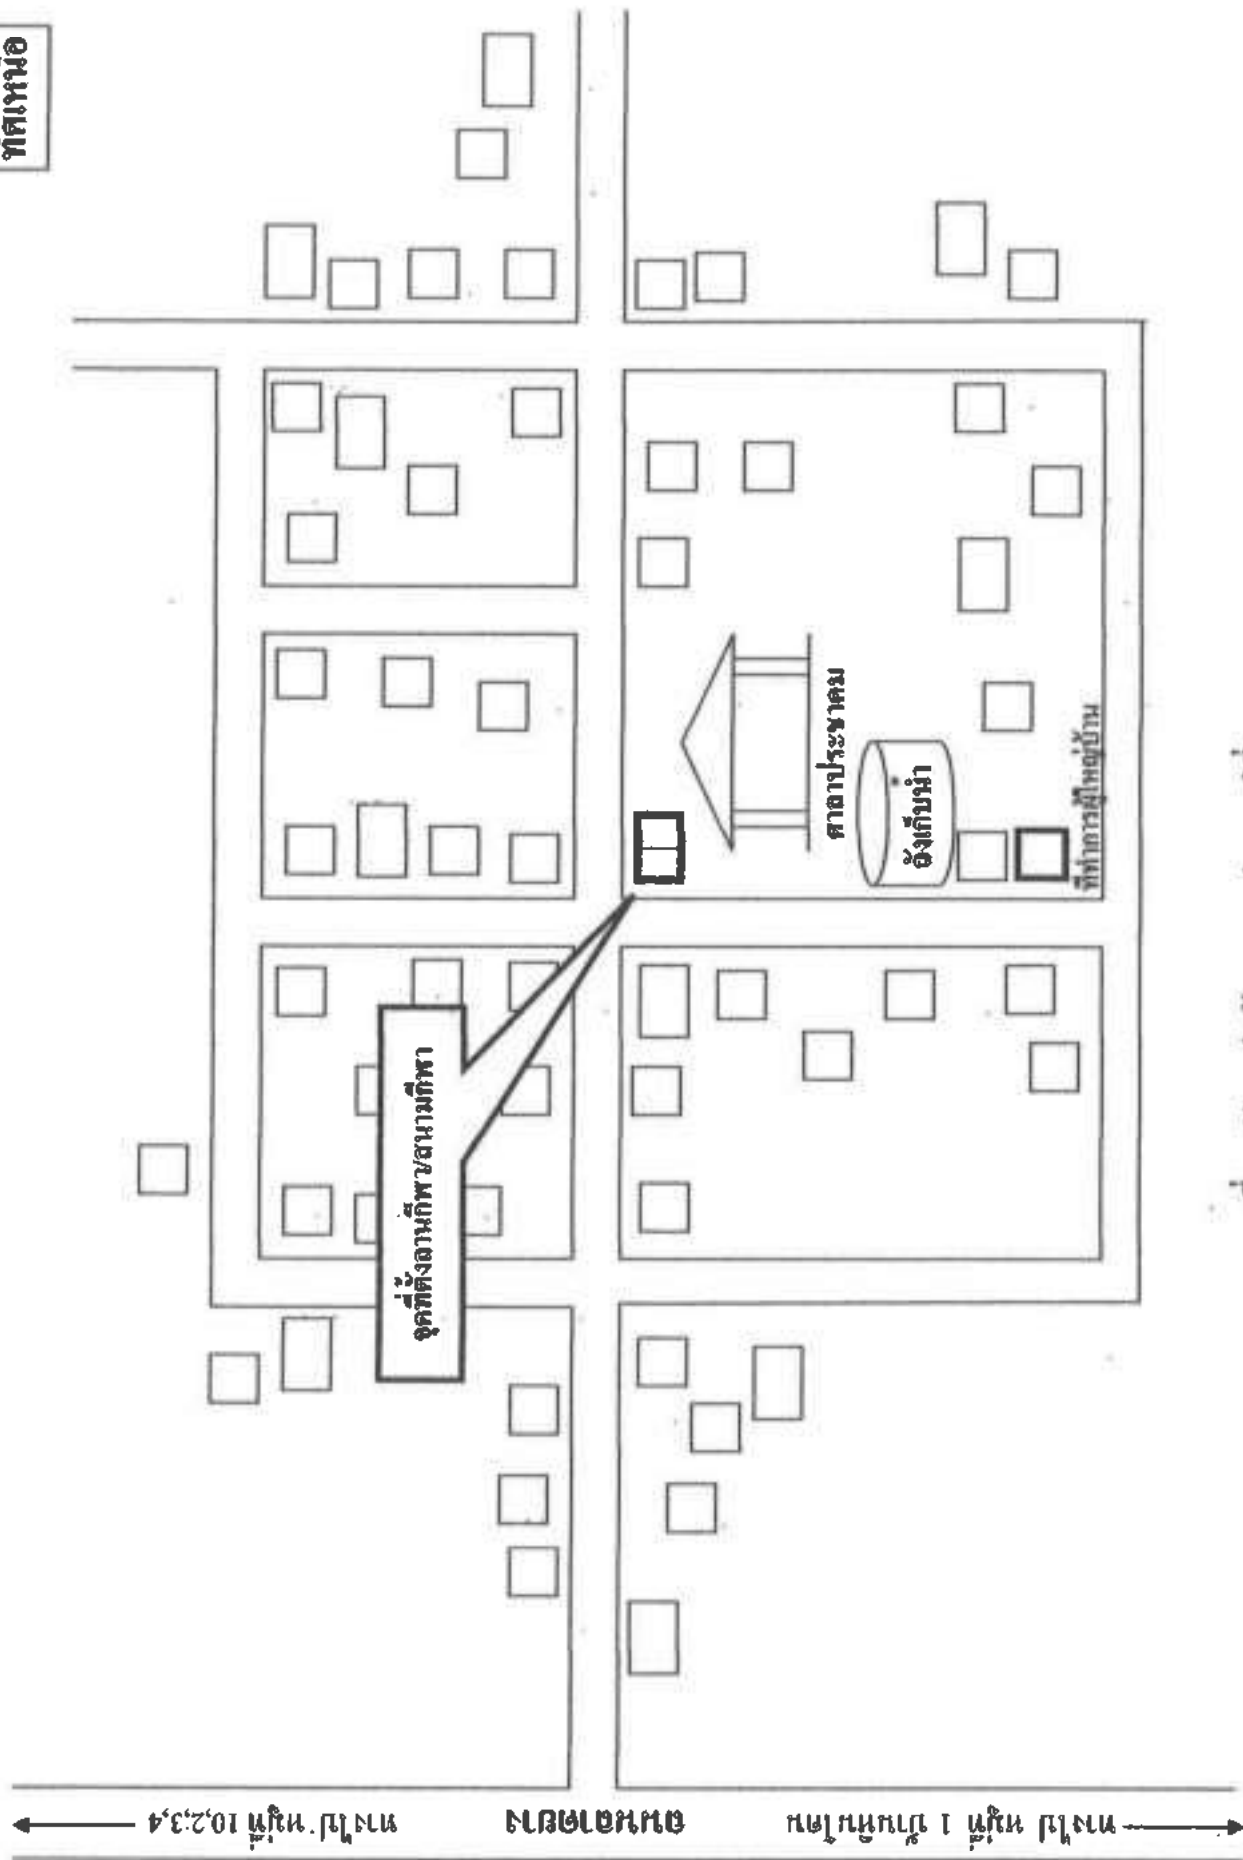 ทิศเหนือ
จุดที่ตั้งลานกีฬา/สนามกีฬา
ศาลาประชาคม
ถังเก็บน้ำ
ที่ทำการผู้ใหญ่บ้าน
ทางไป หมู่ที่ 10,2,3,4
ถนนลาดยาง
ทางไป หมู่ที่ 1 บ้านหินโคน